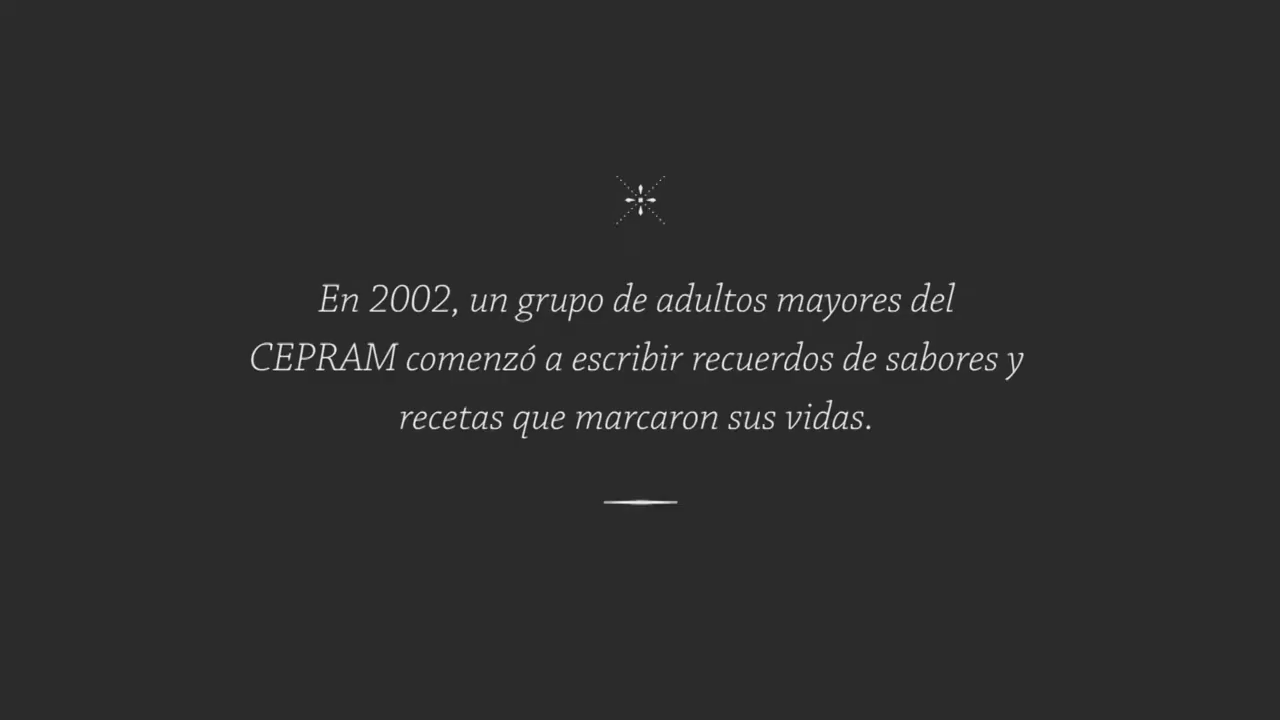 En 2002, un grupo de adultos mayores del
CEPRAM comenzó a escribir recuerdos de sabores y
recetas que marcaron sus vidas.